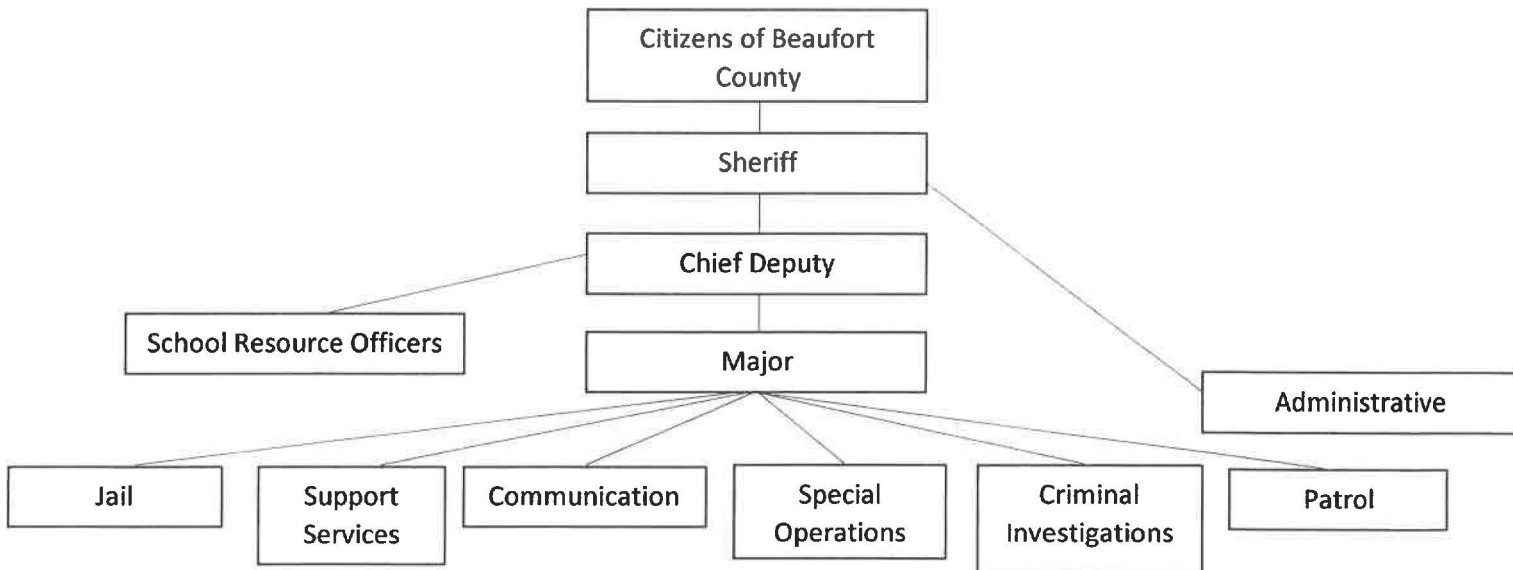 Citizens of Beaufort
County
Sheriff
Chief Deputy
School Resource Officers
Major
Administrative
Jail
Support
Services
Communication
Special
Operations
Criminal
Investigations
Patrol